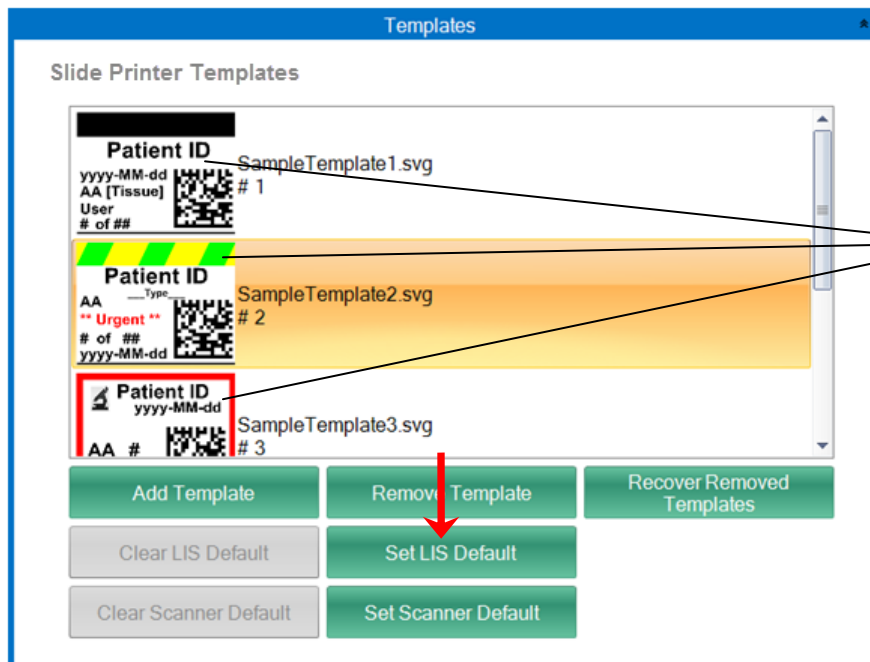 Templates
Slide Printer Templates
Patient ID
yyyy-MM-dd
AA [Tissue]
User
# of ##
SampleTemplate1.svg
# 1
Patient ID
___Type___
AA
** Urgent **
# of ##
yyyy-MM-dd
SampleTemplate2.svg
# 2
Patient ID
yyyy-MM-dd
AA #
SampleTemplate3.svg
# 3
Add Template
Remove Template
Recover Removed
Templates
Clear LIS Default
Set LIS Default
Clear Scanner Default
Set Scanner Default